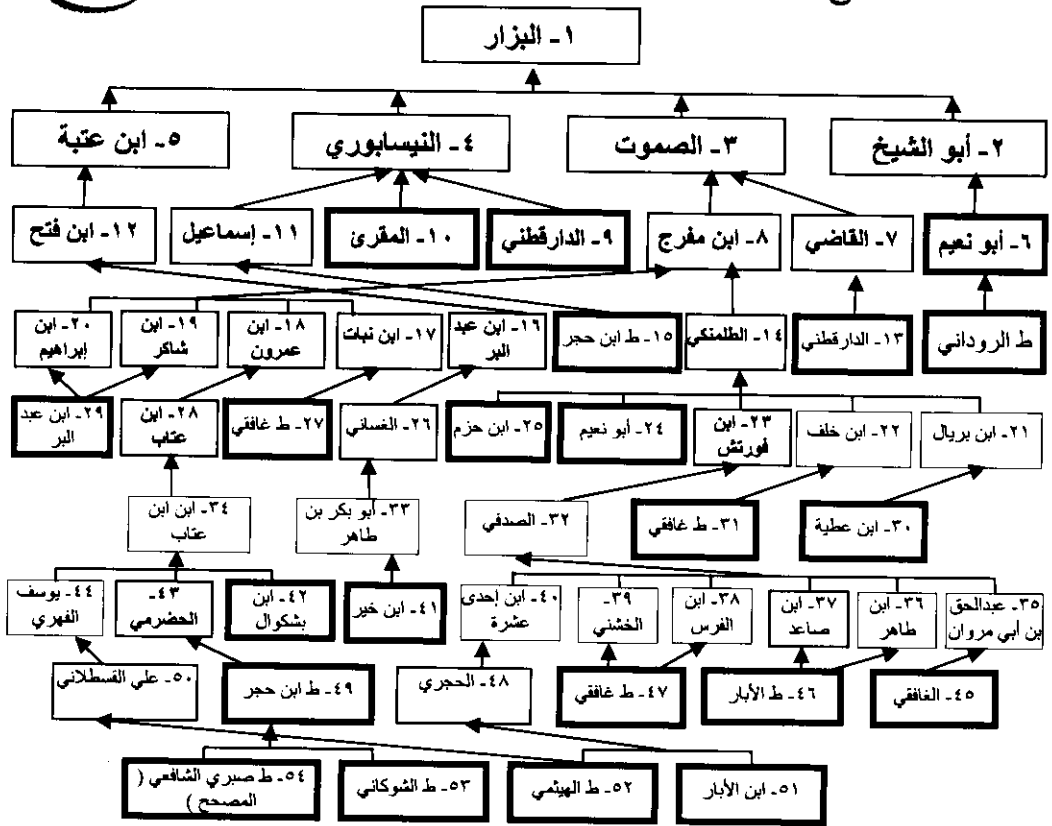 ١- البزار
٢- أبو الشيخ
٣- الصموت
٤- النيسابوري
٥- ابن عتبة
٦- أبو نعيم
٧- القاضي
٨- ابن مفرج
٩- الدارقطني
١٠- المقرئ
١١- إسماعيل
١٢- ابن فتح
ط الروداني
١٣- الدارقطني
١٤- الطلمنكي
١٥- ط ابن حجر
١٦- ابن عبد
البر
١٧- ابن نبات
١٨- ابن
عمرون
١٩- ابن
شاكر
٢٠- ابن
إبراهيم
٢١- ابن بريال
٢٢- ابن خلف
٢٣- ابن
فورتش
٢٤- أبو نعيم
٢٥- ابن حزم
٢٦- الغساني
٢٧- ط غافقي
٢٨- ابن
عتاب
٢٩- ابن عبد
البر
٣٠- ابن عطية
٣١- ط غافقي
٣٢- الصدفي
٣٣- أبو بكر بن
طاهر
٣٤- ابن ابن
عتاب
٣٥- عبدالحق
بن أبي مروان
٣٦- ابن
طاهر
٣٧- ابن
صاعد
٣٨- ابن
الفرس
٣٩-
الخشني
٤٠- ابن إحدى
عشرة
٤١- ابن خير
٤٢- ابن
بشكوال
٤٣-
الحضرمي
٤٤- يوسف
الفهري
٤٥- الغافقي
٤٦- ط الأبار
٤٧- ط غافقي
٤٨- الحجري
٤٩- ط ابن حجر
٥٠- علي القسطلاني
٥١- ابن الأبار
٥٢- ط الهيثمي
٥٣- ط الشوكاني
٥٤- ط صبري الشافعي (
المصحح )